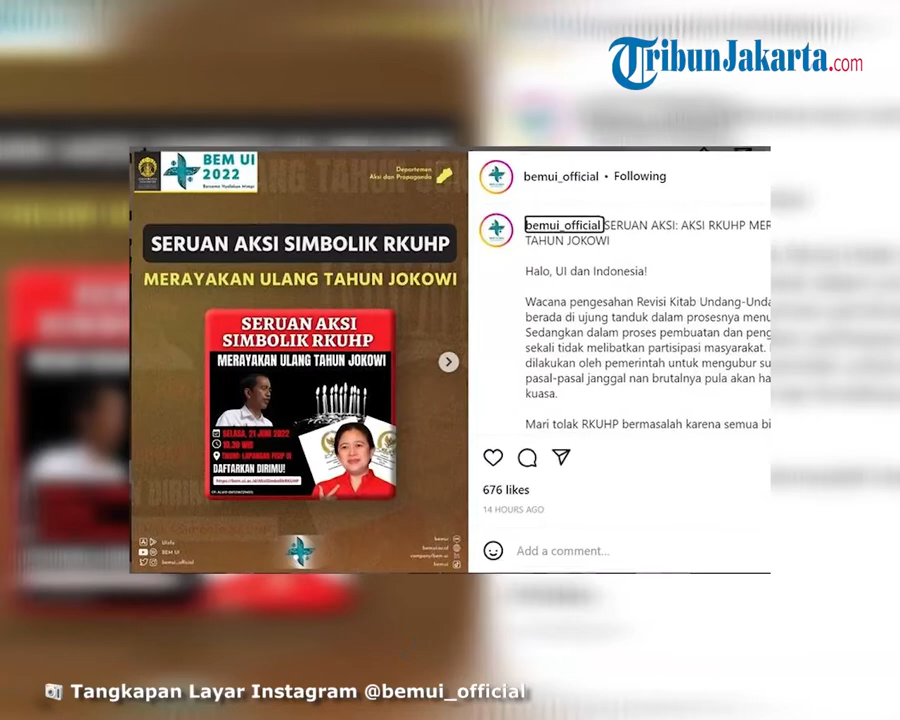 TribunJakarta.com
BEM UI
2022
Departemen
Aksi dan Propaganda
SERUAN AKSI SIMBOLIK RKUHP
MERAYAKAN ULANG TAHUN JOKOWI
SERUAN AKSI
SIMBOLIK RKUHP
MERAYAKAN ULANG TAHUN JOKOWI
SELASA, 21 JUNI 2022
WIB
DAFTARKAN DIRIMU!
BEM UI
bemui_official
bemui_official • Following
bemui_official SERUAN AKSI: AKSI RKUHP MER
TAHUN JOKOWI
Halo, UI dan Indonesia!
Wacana pengesahan Revisi Kitab Undang-Unda
berada di ujung tanduk dalam prosesnya menu
Sedangkan dalam proses pembuatan dan peng
sekali tidak melibatkan partisipasi masyarakat.
dilakukan oleh pemerintah untuk mengubur su
pasal-pasal janggal nan brutalnya pula akan ha
kuasa.
Mari tolak RKUHP bermasalah karena semua bi
676 likes
14 HOURS AGO
Add a comment...
Tangkapan Layar Instagram @bemui_official